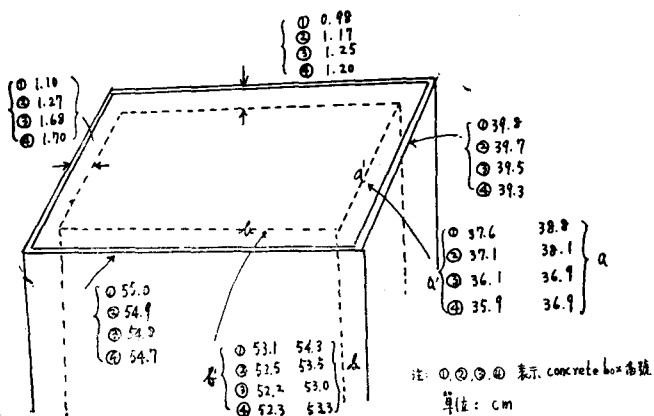 ① 0.98
② 1.17
③ 1.25
④ 1.20
① 1.10
② 1.27
③ 1.68
④ 1.70
① 39.8
② 39.7
③ 39.5
④ 39.3
a'
b
① 37.6 38.8
② 37.1 38.1
a' ③ 36.1 36.9 a
④ 35.9 36.9
① 55.0
② 54.9
③ 54.8
④ 54.7
① 53.1 54.3
b' ② 52.5 53.5 b
③ 52.2 53.0
④ 52.3 53.3
注: ①,②,③,④ 表示 concrete box 番號
單位: cm